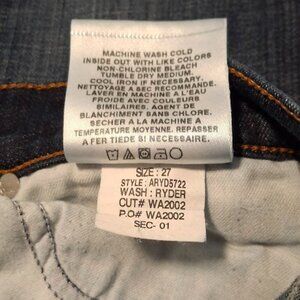 MACHINE WASH COLD
INSIDE OUT WITH LIKE COLORS
NON-CHLORINE BLEACH
TUMBLE DRY MEDIUM.
COOL IRON IF NECESSARY
NETTOYAGE A SEC PAR MACHINE.
LAVER EN MACHINE A L'EAU
FROIDE AVEC COULEURS
SIMILAIRES. AGENT DE
BLANCHIMENT SANS CHLORE.
SECHER A LA MACHINE A
TEMPERATURE MOYENNE. REPASSER
A FER TIEDE SI NECESSAIRE.
SIZE : 27
STYLE : ARYD5722
WASH : RYDER
CUT# WA2002
P.O# WA2002
SEC- 01